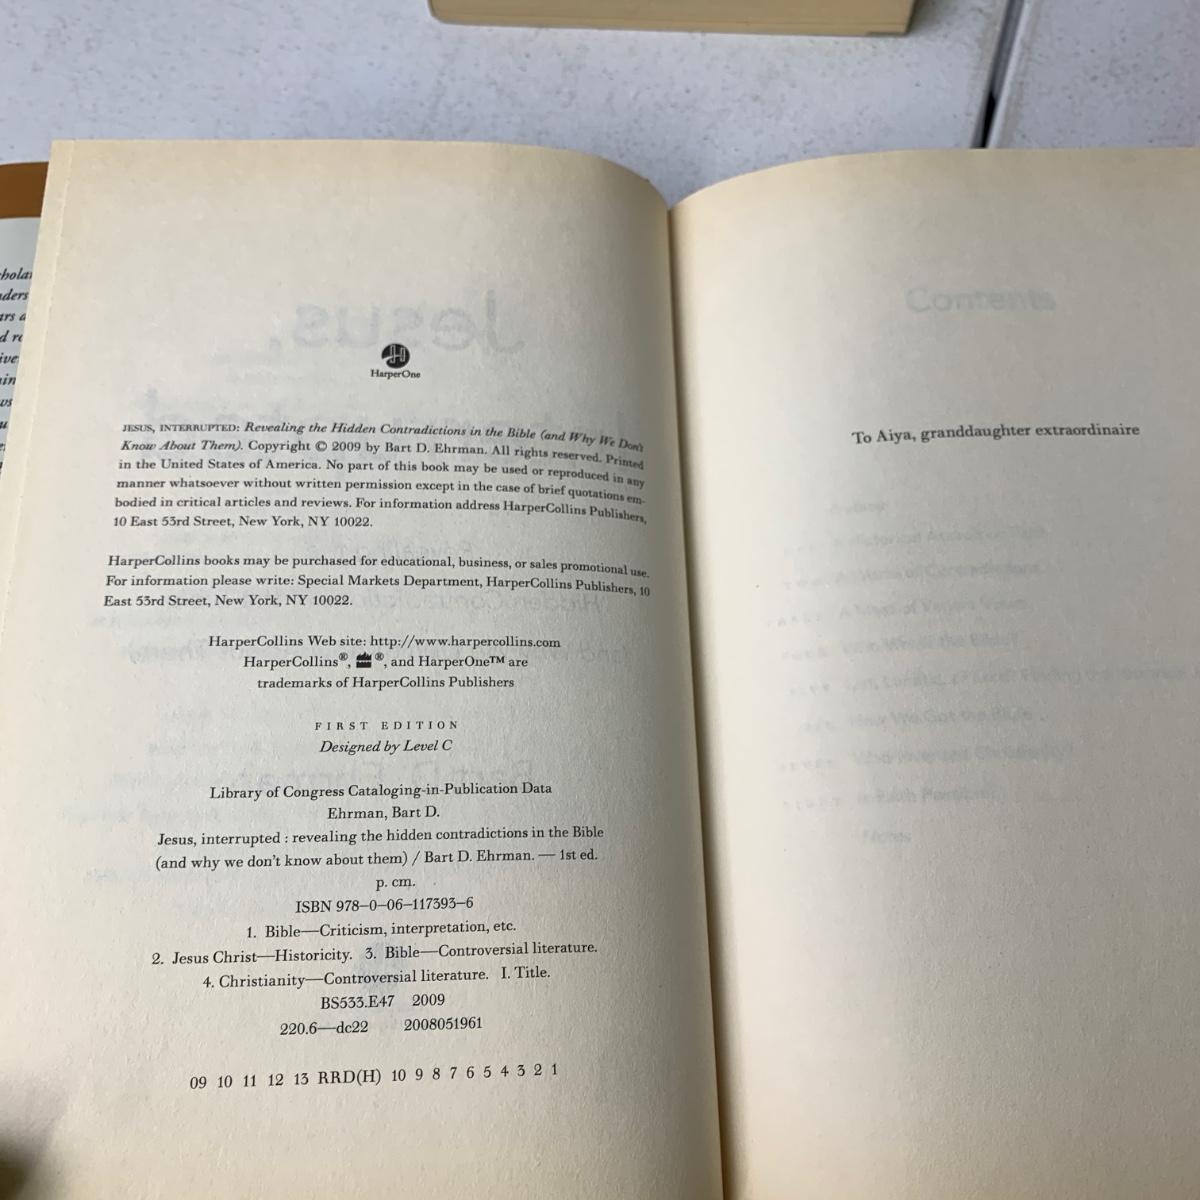 HarperOne
JESUS, INTERRUPTED: Revealing the Hidden Contradictions in the Bible (and Why We Don't
Know About Them). Copyright © 2009 by Bart D. Ehrman. All rights reserved. Printed
in the United States of America. No part of this book may be used or reproduced in any
manner whatsoever without written permission except in the case of brief quotations em-
bodied in critical articles and reviews. For information address HarperCollins Publishers,
10 East 53rd Street, New York, NY 10022.
HarperCollins books may be purchased for educational, business, or sales promotional use.
For information please write: Special Markets Department, HarperCollins Publishers, 10
East 53rd Street, New York, NY 10022.
HarperCollins Web site: http://www.harpercollins.com
HarperCollins®, ®, and HarperOne™ are
trademarks of HarperCollins Publishers
FIRST EDITION
Designed by Level C
Library of Congress Cataloging-in-Publication Data
Ehrman, Bart D.
Jesus, interrupted : revealing the hidden contradictions in the Bible
(and why we don't know about them) / Bart D. Ehrman. — 1st ed.
p. cm.
ISBN 978–0–06–117393–6
1. Bible—Criticism, interpretation, etc.
2. Jesus Christ—Historicity. 3. Bible—Controversial literature.
4. Christianity—Controversial literature. I. Title.
BS533.E47 2009
220.6—dc22 2008051961
09 10 11 12 13 RRD(H) 10 9 8 7 6 5 4 3 2 1
Contents
To Aiya, granddaughter extraordinaire